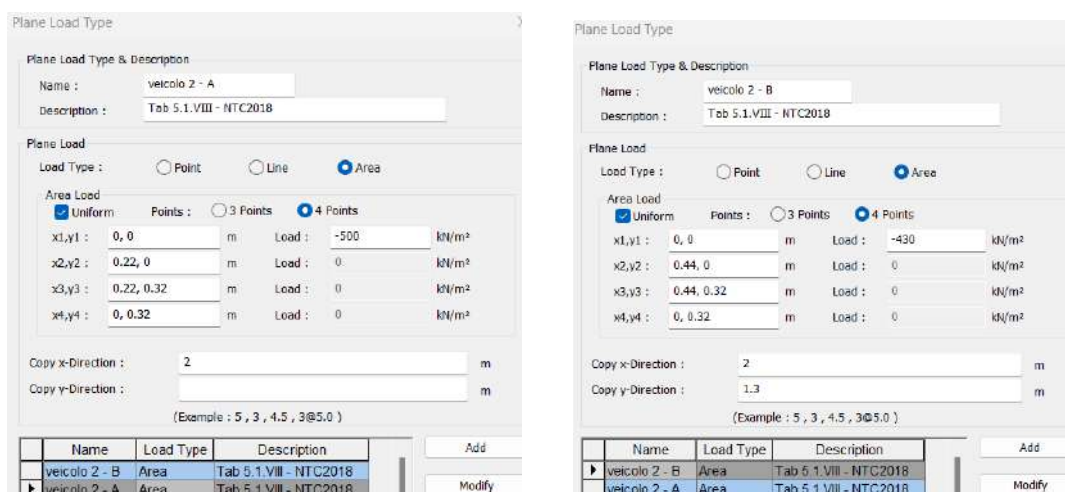 Plane Load Type
Plane Load Type & Description
Name : veicolo 2 - A
Description : Tab 5.1.VIII - NTC2018
Plane Load
Load Type : Point Line Area
Area Load
Uniform Points : 3 Points 4 Points
x1,y1 : 0, 0 m Load : -500 kN/m²
x2,y2 : 0.22, 0 m Load : 0 kN/m²
x3,y3 : 0.22, 0.32 m Load : 0 kN/m²
x4,y4 : 0, 0.32 m Load : 0 kN/m²
Copy x-Direction : 2 m
Copy y-Direction : m
(Example : 5 , 3 , 4.5 , 3@5.0 )
Name Load Type Description Add
veicolo 2 - B Area Tab 5.1.VIII - NTC2018
veicolo 2 - A Area Tab 5.1.VIII - NTC2018 Modify
Plane Load Type
Plane Load Type & Description
Name : veicolo 2 - B
Description : Tab 5.1.VIII - NTC2018
Plane Load
Load Type : Point Line Area
Area Load
Uniform Points : 3 Points 4 Points
x1,y1 : 0, 0 m Load : -430 kN/m²
x2,y2 : 0.44, 0 m Load : 0 kN/m²
x3,y3 : 0.44, 0.32 m Load : 0 kN/m²
x4,y4 : 0, 0.32 m Load : 0 kN/m²
Copy x-Direction : 2 m
Copy y-Direction : 1.3 m
(Example : 5 , 3 , 4.5 , 3@5.0 )
Name Load Type Description Add
veicolo 2 - B Area Tab 5.1.VIII - NTC2018
veicolo 2 - A Area Tab 5.1.VIII - NTC2018 Modify